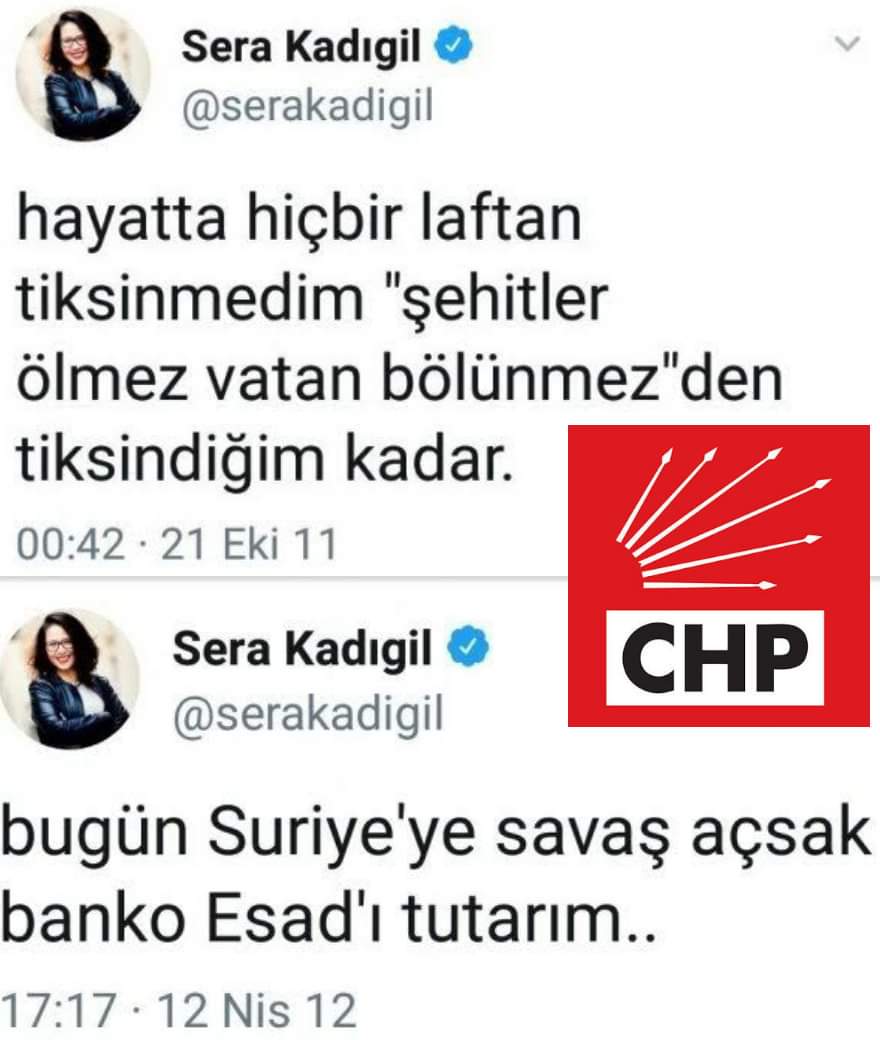 Sera Kadıgil
@serakadigil
hayatta hiçbir laftan
tiksinmedim "şehitler
ölmez vatan bölünmez"den
tiksindiğim kadar.
00:42 · 21 Eki 11
CHP
Sera Kadıgil
@serakadigil
bugün Suriye'ye savaş açsak
banko Esad'ı tutarım..
17:17 · 12 Nis 12